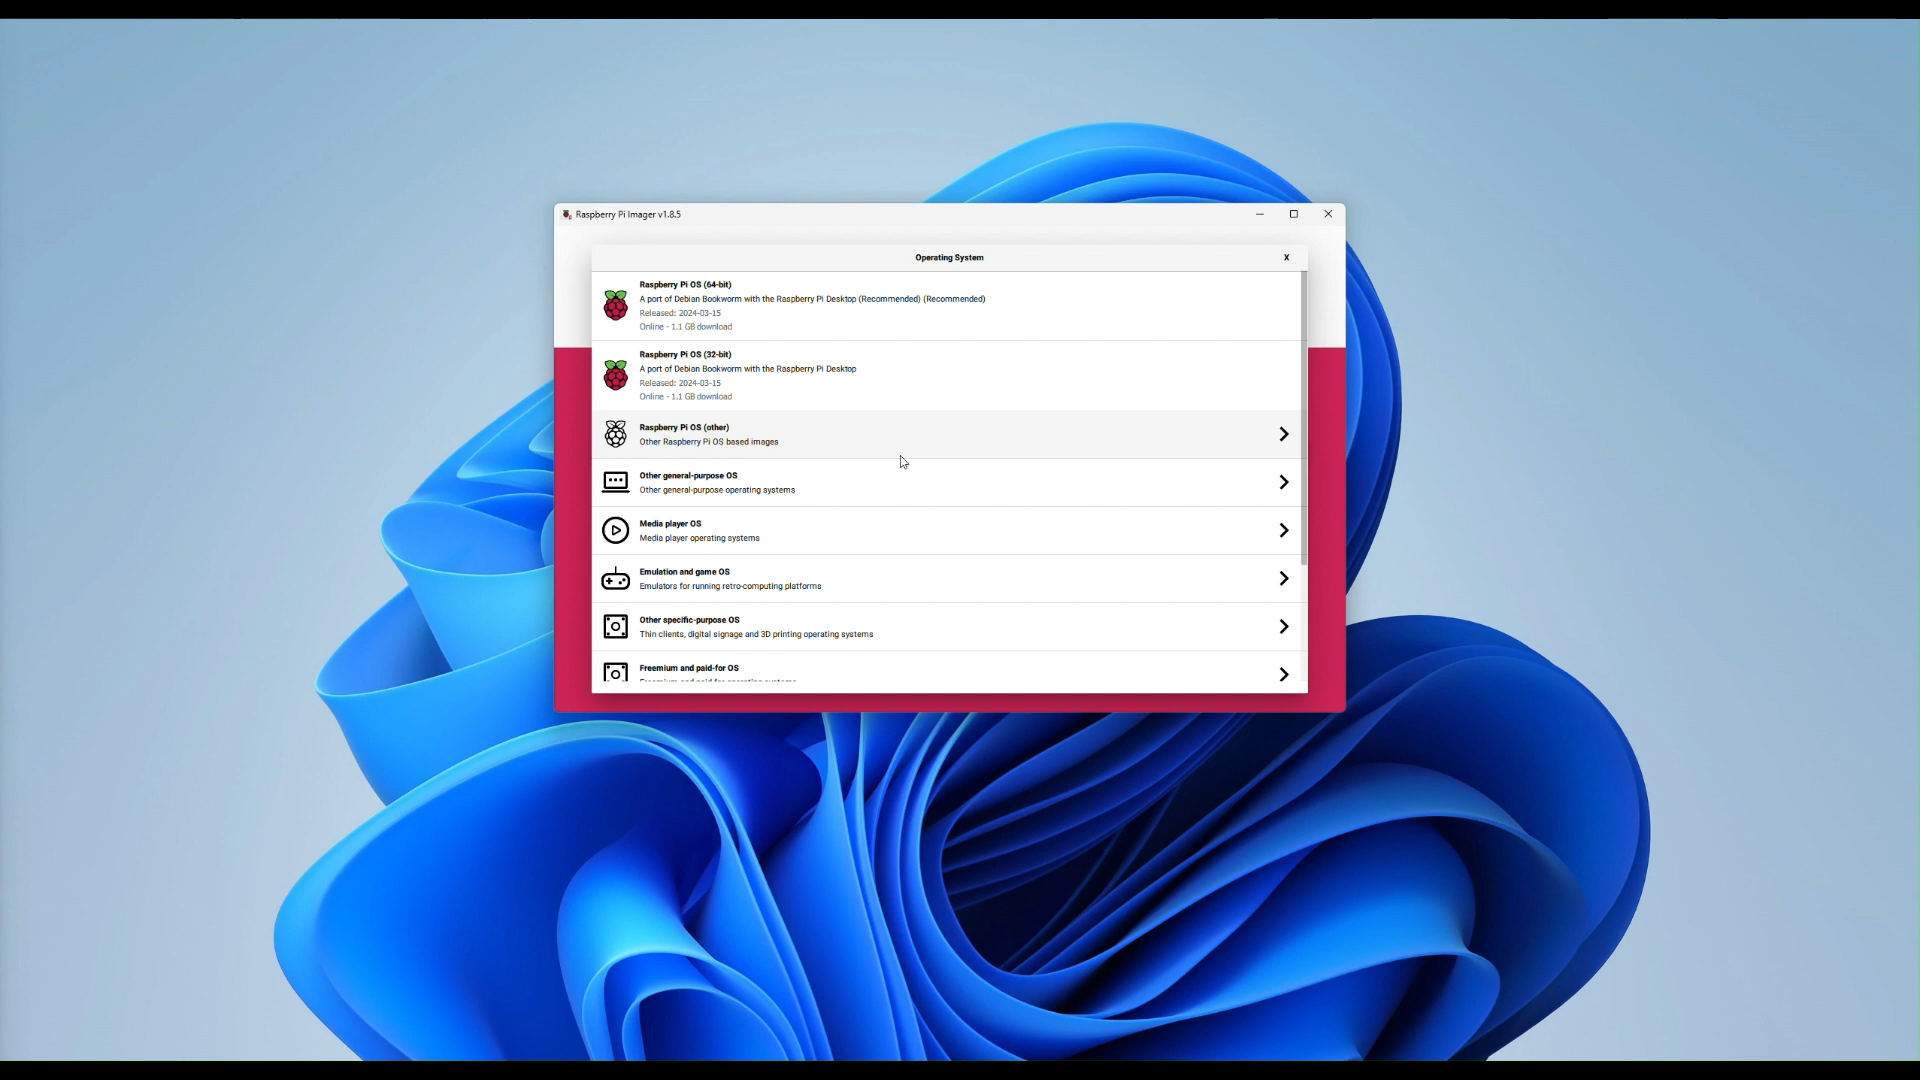 Raspberry Pi Imager v1.8.5
Operating System
X
Raspberry Pi OS (64-bit)
A port of Debian Bookworm with the Raspberry Pi Desktop (Recommended) (Recommended)
Released: 2024-03-15
Online - 1.1 GB download
Raspberry Pi OS (32-bit)
A port of Debian Bookworm with the Raspberry Pi Desktop
Released: 2024-03-15
Online - 1.1 GB download
Raspberry Pi OS (other)
Other Raspberry Pi OS based images
Other general-purpose OS
Other general-purpose operating systems
Media player OS
Media player operating systems
Emulation and game OS
Emulators for running retro-computing platforms
Other specific-purpose OS
Thin clients, digital signage and 3D printing operating systems
Freemium and paid-for OS